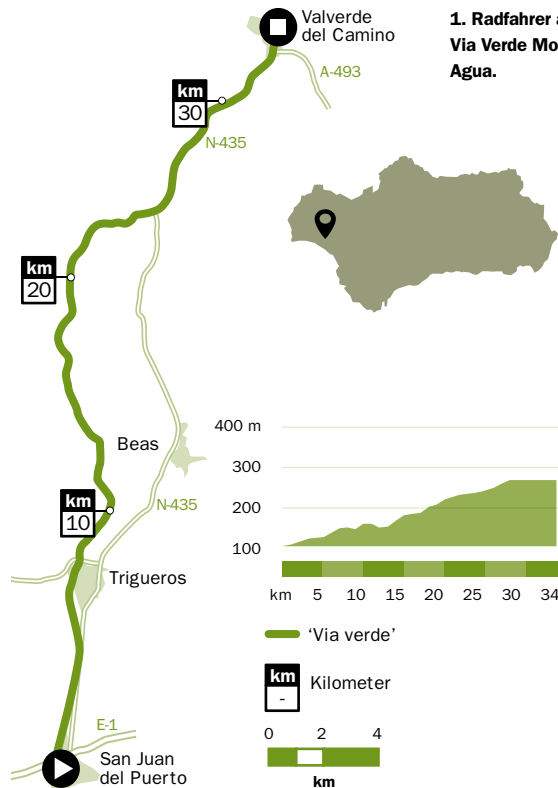 Valverde
del Camino
1. Radfahrer
Via Verde
Agua.
A-493
km
30
N-435
km
20
Beas
N-435
km
10
Trigueros
E-1
San Juan
del Puerto
400 m
300
200
100
km 5 10 15 20 25 30 34
‘Via verde’
km
-
Kilometer
0 2 4
km